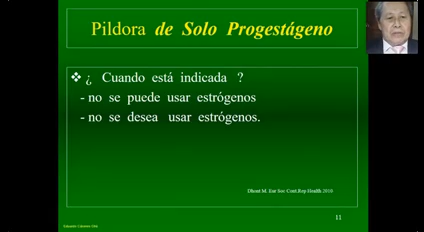 Pildora de Solo Progestágeno
❖ ¿ Cuando está indicada ?
- no se puede usar estrógenos
- no se desea usar estrógenos.
Dhont M. Eur Soc Cont.Rep Health 2010
11